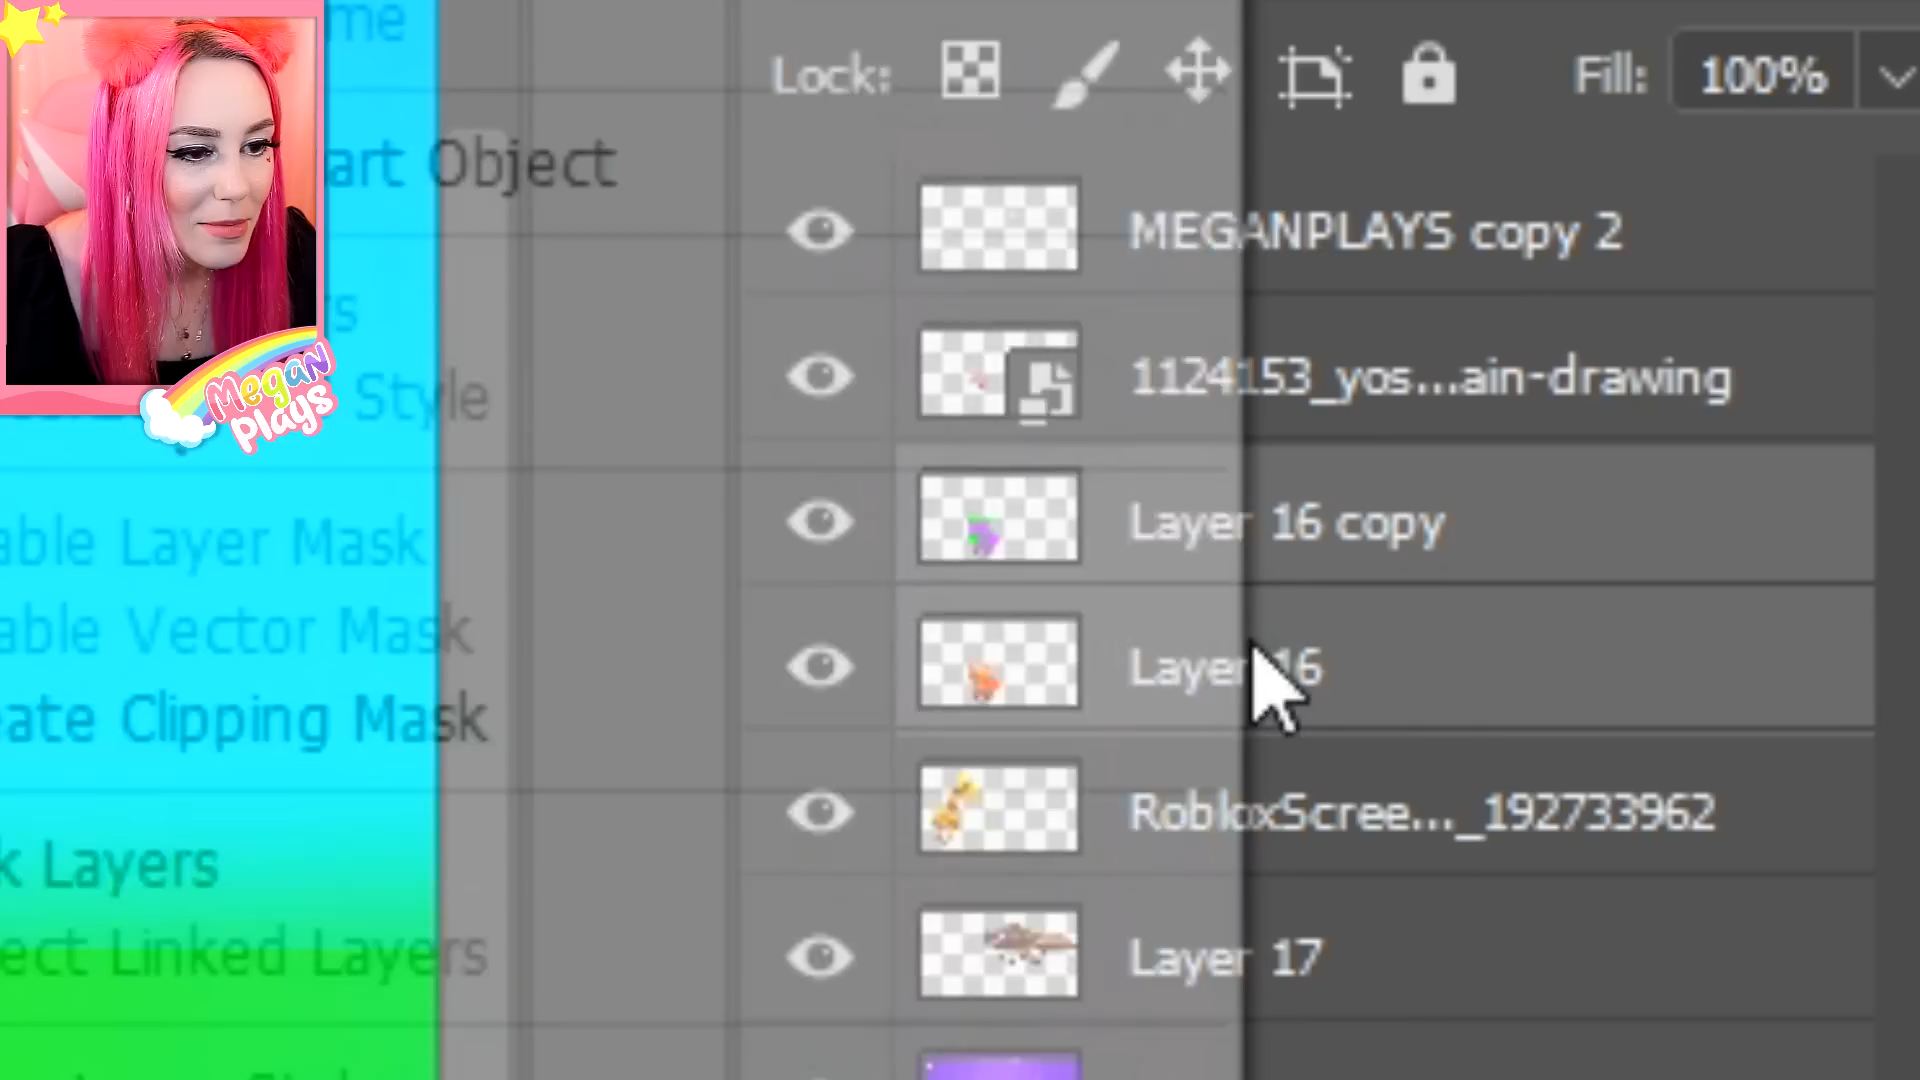 me
Lock:
Fill: 100%
art Object
MEGANPLAYS copy 2
s
Megan
plays
Style
1124153_yos...ain-drawing
able Layer Mask
Layer 16 copy
able Vector Mask
Layer 16
eate Clipping Mask
RobloxScree..._192733962
k Layers
ect Linked Layers
Layer 17